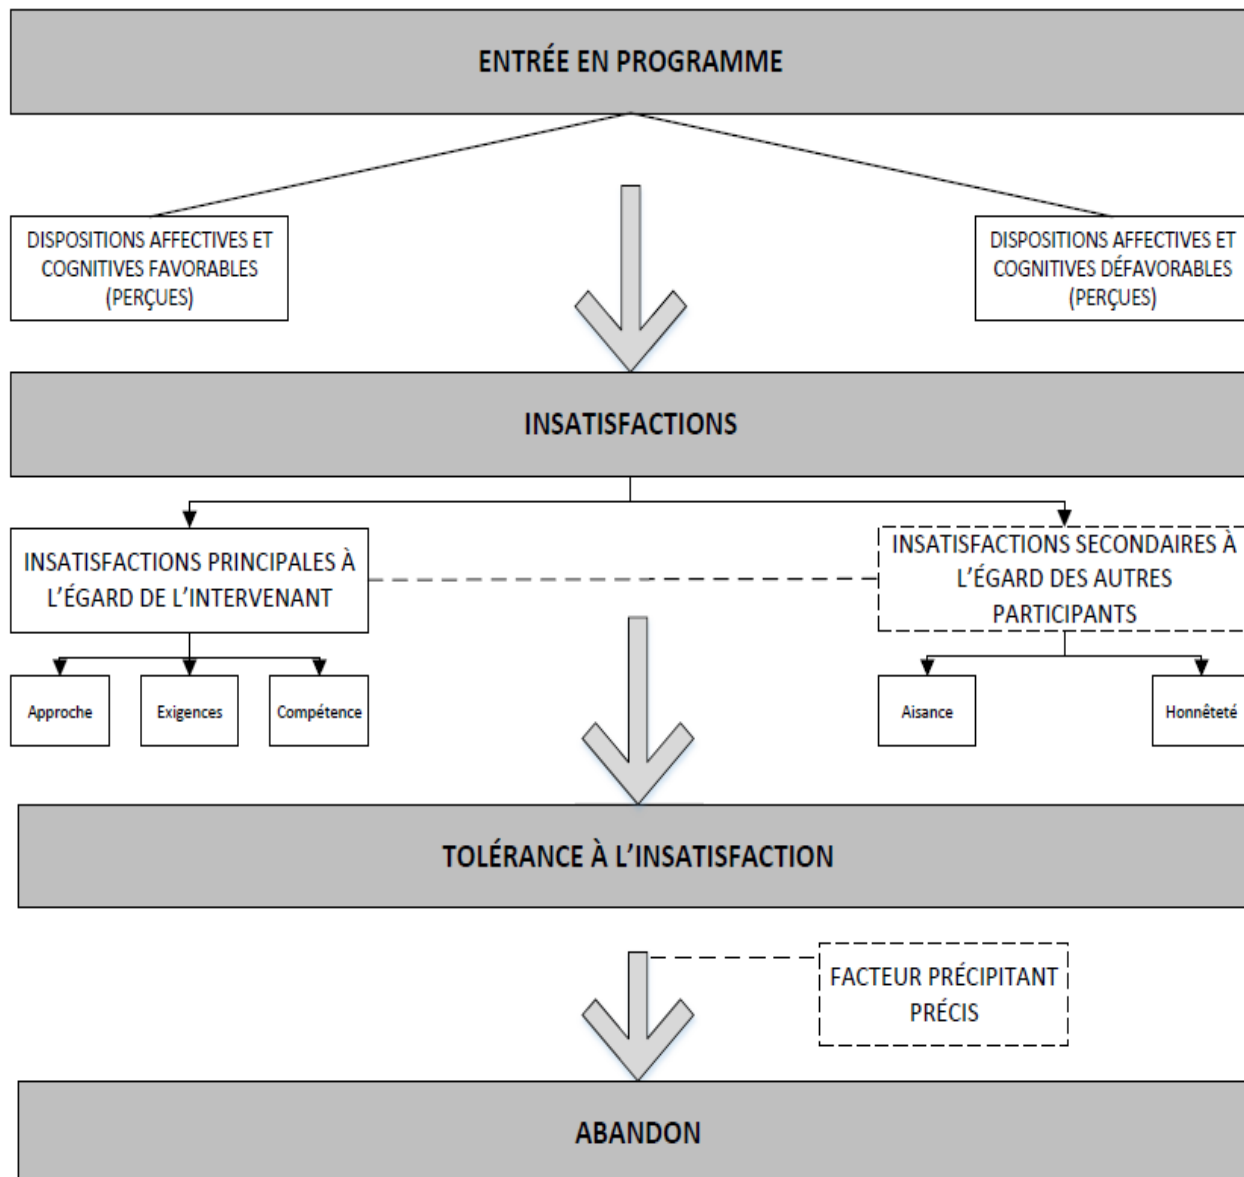 ENTRÉE EN PROGRAMME
DISPOSITIONS AFFECTIVES ET
COGNITIVES FAVORABLES
(PERÇUES)
DISPOSITIONS AFFECTIVES ET
COGNITIVES DÉFAVORABLES
(PERÇUES)
INSATISFACTIONS
INSATISFACTIONS PRINCIPALES À
L’ÉGARD DE L’INTERVENANT
INSATISFACTIONS SECONDAIRES À
L’ÉGARD DES AUTRES
PARTICIPANTS
Approche
Exigences
Compétence
Aisance
Honnêteté
TOLÉRANCE À L’INSATISFACTION
FACTEUR PRÉCIPITANT
PRÉCIS
ABANDON